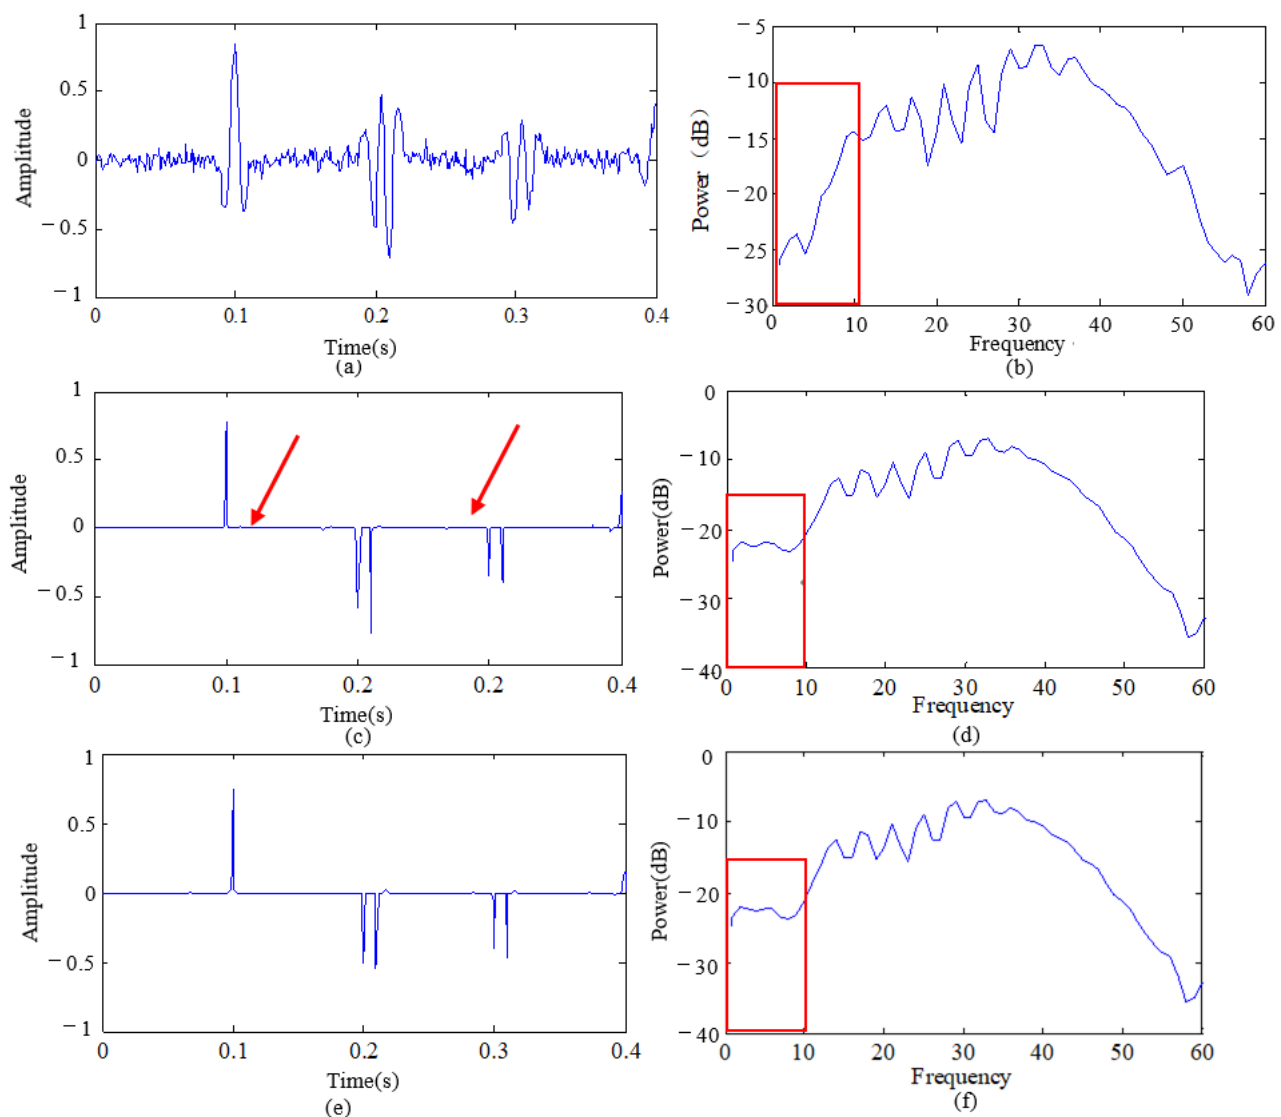 1
0.5
0
−0.5
−1
Amplitude
0 0.1 0.2 0.3 0.4
Time(s)
(a)
−5
−10
−15
−20
−25
−30
Power（dB）
0 10 20 30 40 50 60
Frequency
(b)
1
0.5
0
−0.5
−1
Amplitude
0 0.1 0.2 0.2 0.4
Time(s)
(c)
0
−10
−20
−30
−40
Power(dB)
0 10 20 30 40 50 60
Frequency
(d)
1
0.5
0
−0.5
−1
Amplitude
0 0.1 0.2 0.3 0.4
Time(s)
(e)
0
−10
−20
−30
−40
Power(dB)
0 10 20 30 40 50 60
Frequency
(f)